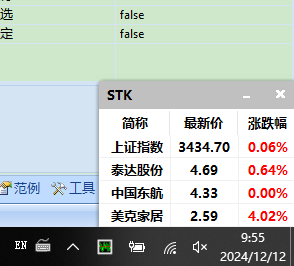 选 false
定 false
STK
简称 最新价 涨跌幅
上证指数 3434.70 0.06%
泰达股份 4.69 0.64%
中国东航 4.33 0.00%
美克家居 2.59 4.02%
范例 工具
EN 9:55
2024/12/12